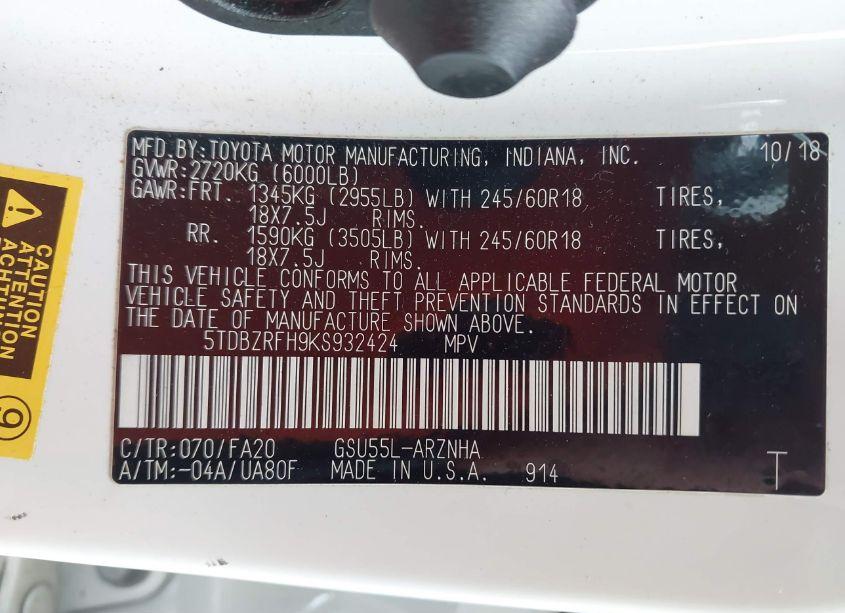 MFD.BY:TOYOTA MOTOR MANUFACTURING, INDIANA, INC. 10/18
GVWR:2720KG (6000LB)
GAWR:FRT. 1345KG (2955LB) WITH 245/60R18 TIRES,
18X7.5J RIMS.
RR. 1590KG (3505LB) WITH 245/60R18 TIRES,
18X7.5J RIMS.
THIS VEHICLE CONFORMS TO ALL APPLICABLE FEDERAL MOTOR
VEHICLE SAFETY AND THEFT PREVENTION STANDARDS IN EFFECT ON
THE DATE OF MANUFACTURE SHOWN ABOVE.
5TDBZRFH9KS932424 MPV
C/TR:070/FA20 GSU55L-ARZNHA
A/TM:-04A/UA80F MADE IN U.S.A. 914 T
CAUTION
ATTENTION
ACHTUNG
9